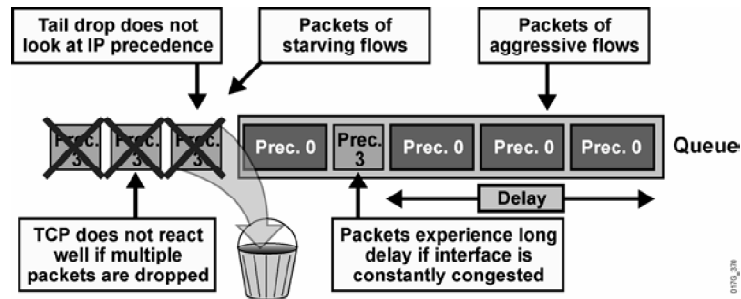 Tail drop does not
look at IP precedence
Packets of
starving flows
Packets of
aggressive flows
Prec.
3
Prec.
3
Prec.
3
Prec. 0
Prec.
3
Prec. 0
Prec. 0
Prec. 0
Queue
Delay
TCP does not react
well if multiple
packets are dropped
Packets experience long
delay if interface is
constantly congested